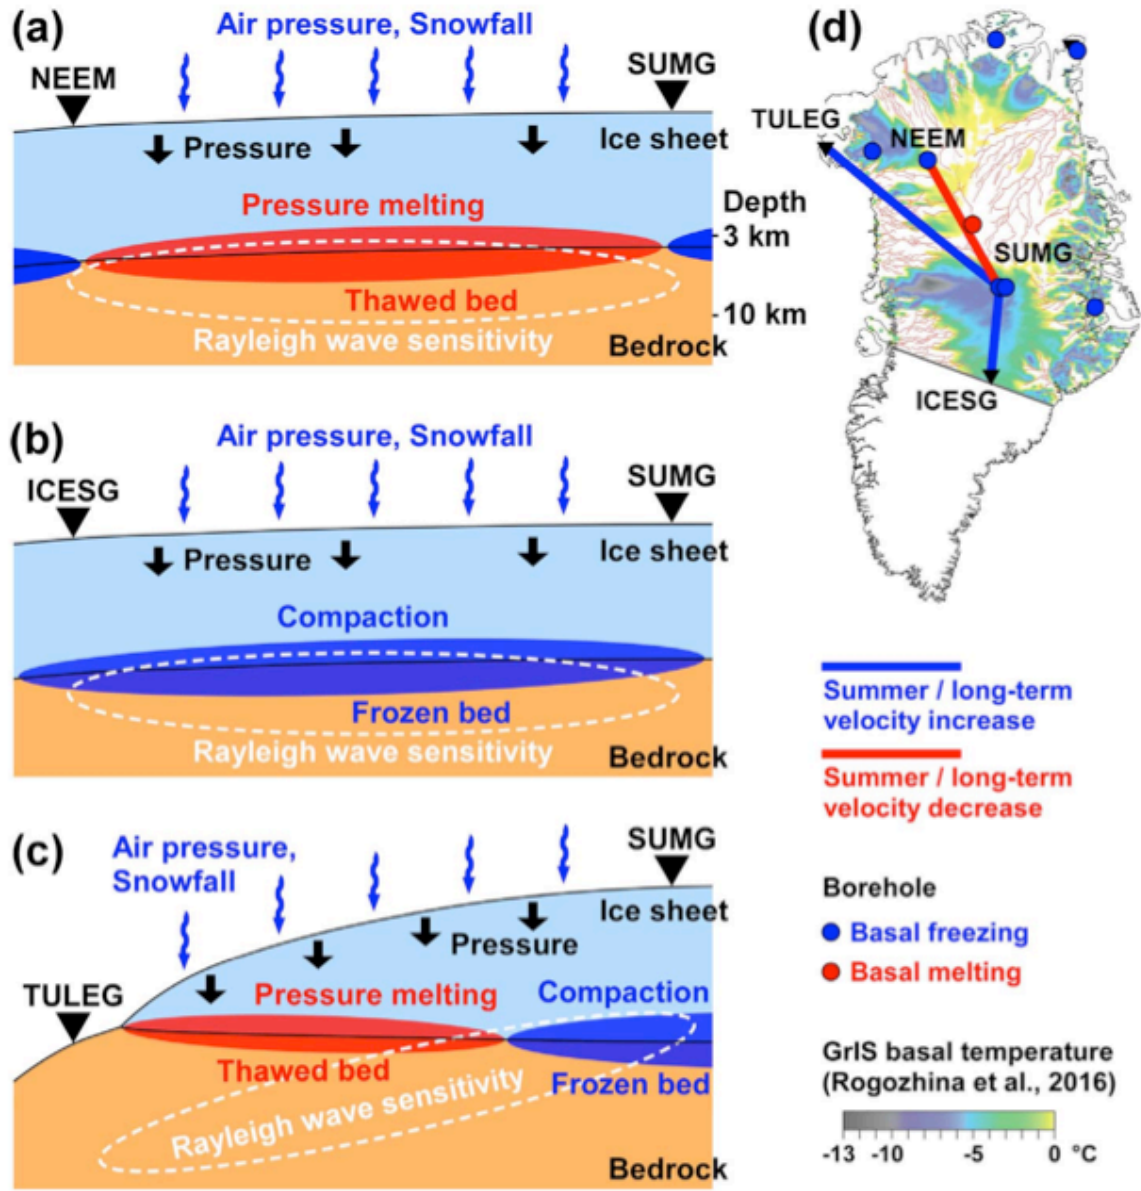 (a)
Air pressure, Snowfall
NEEM
SUMG
Pressure
Ice sheet
Pressure melting
Depth
3 km
Thawed bed
10 km
Rayleigh wave sensitivity
Bedrock
(b)
Air pressure, Snowfall
ICESG
SUMG
Pressure
Ice sheet
Compaction
Frozen bed
Rayleigh wave sensitivity
Bedrock
(c)
Air pressure,
Snowfall
SUMG
Ice sheet
Pressure
TULEG
Pressure melting
Compaction
Thawed bed
Frozen bed
Rayleigh wave sensitivity
Bedrock
(d)
TULEG
NEEM
SUMG
ICESG
Summer / long-term
velocity increase
Summer / long-term
velocity decrease
Borehole
Basal freezing
Basal melting
GrIS basal temperature
(Rogozhina et al., 2016)
-13 -10 -5 0 °C